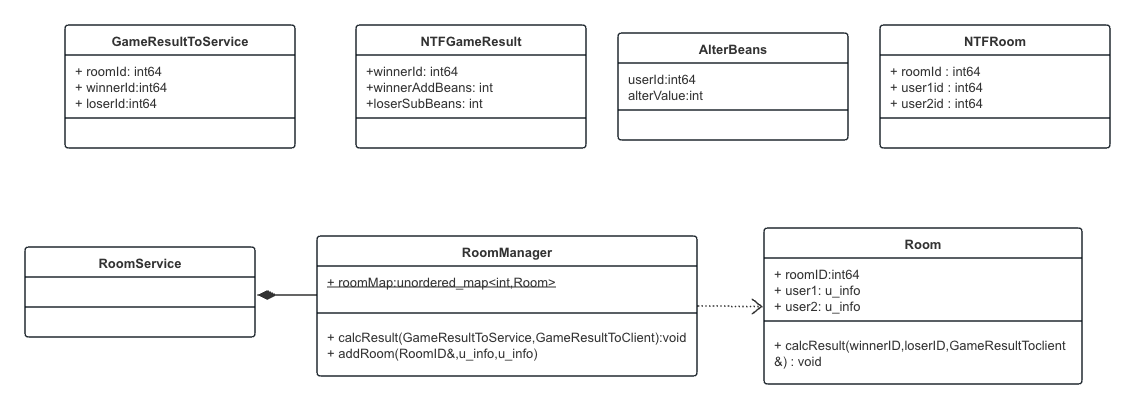 GameResultToService
+ roomId: int64
+ winnerId:int64
+ loserId:int64
NTFGameResult
+winnerId: int64
+winnerAddBeans: int
+loserSubBeans: int
AlterBeans
userId:int64
alterValue:int
NTFRoom
+ roomId : int64
+ user1id : int64
+ user2id : int64
RoomService
RoomManager
+ roomMap:unordered_map<int,Room>
+ calcResult(GameResultToService,GameResultToClient):void
+ addRoom(RoomID&,u_info,u_info)
Room
+ roomID:int64
+ user1: u_info
+ user2: u_info
+ calcResult(winnerID,loserID,GameResultToclient
&) : void